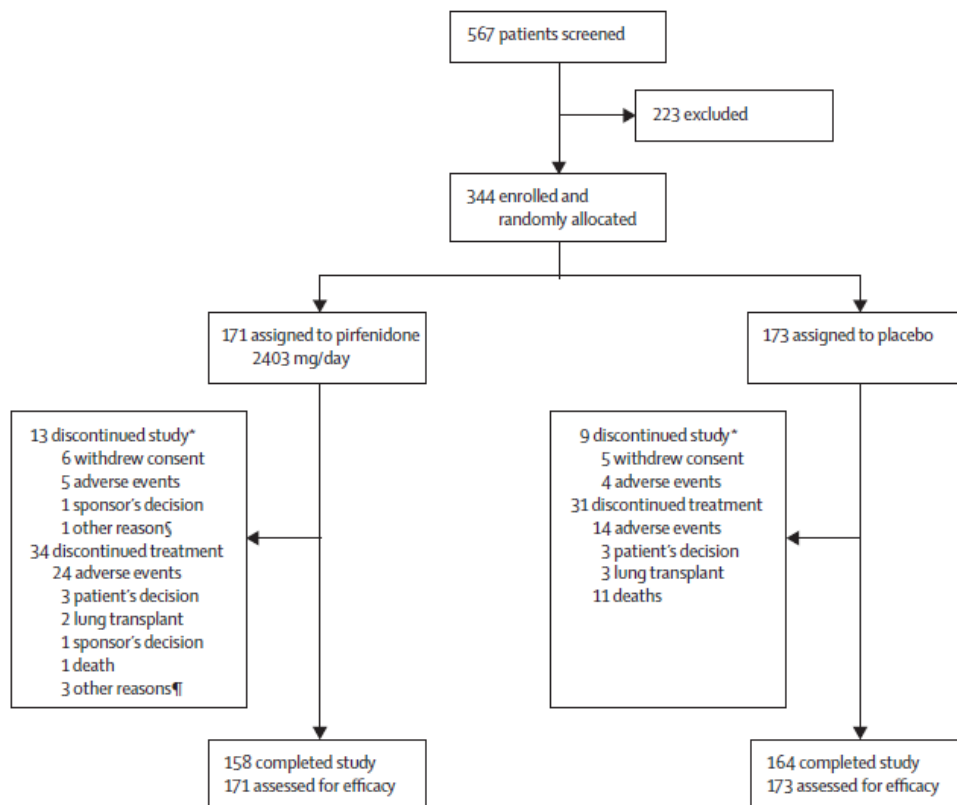 567 patients screened
223 excluded
344 enrolled and
randomly allocated
171 assigned to pirfenidone
2403 mg/day
173 assigned to placebo
13 discontinued study*
6 withdrew consent
5 adverse events
1 sponsor's decision
1 other reason§
34 discontinued treatment
24 adverse events
3 patient's decision
2 lung transplant
1 sponsor's decision
1 death
3 other reasons¶
9 discontinued study*
5 withdrew consent
4 adverse events
31 discontinued treatment
14 adverse events
3 patient's decision
3 lung transplant
11 deaths
158 completed study
171 assessed for efficacy
164 completed study
173 assessed for efficacy